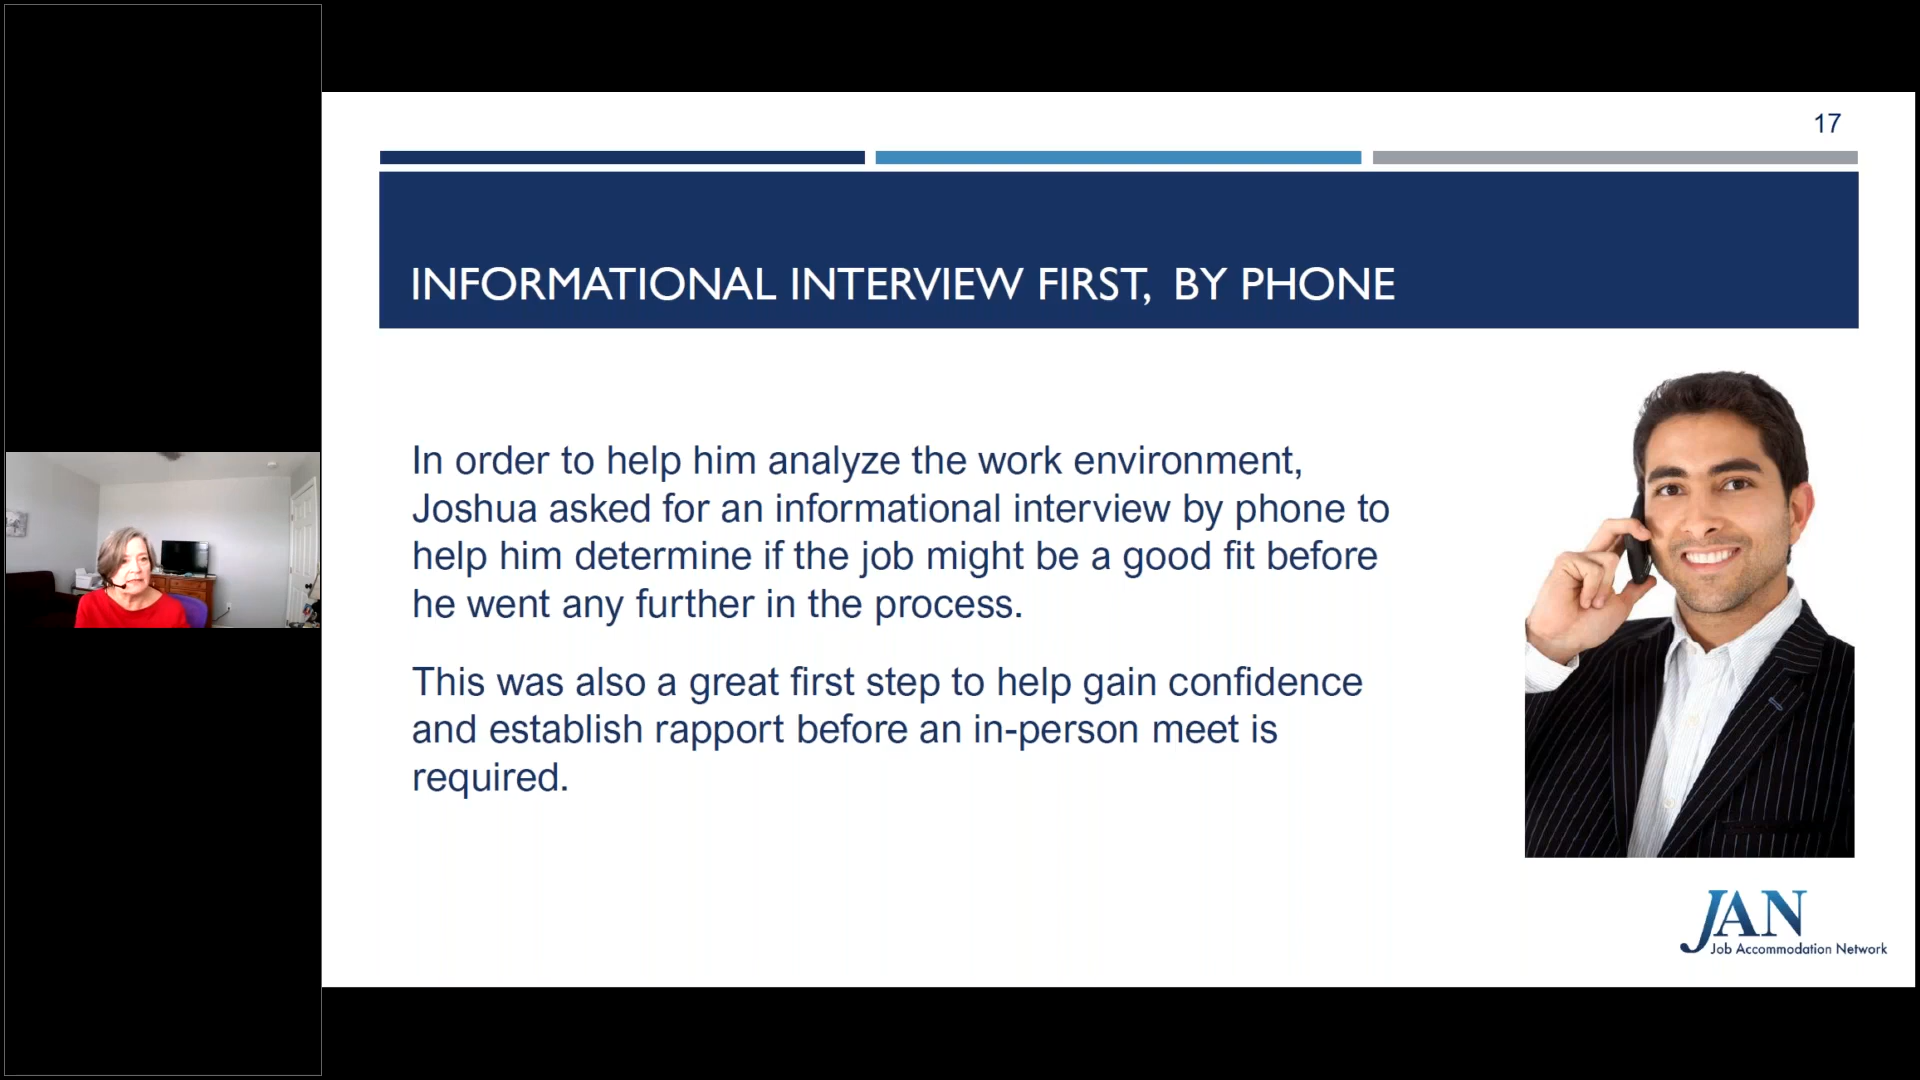 17
INFORMATIONAL INTERVIEW FIRST, BY PHONE
In order to help him analyze the work environment,
Joshua asked for an informational interview by phone to
help him determine if the job might be a good fit before
he went any further in the process.
This was also a great first step to help gain confidence
and establish rapport before an in-person meet is
required.
JAN
Job Accommodation Network